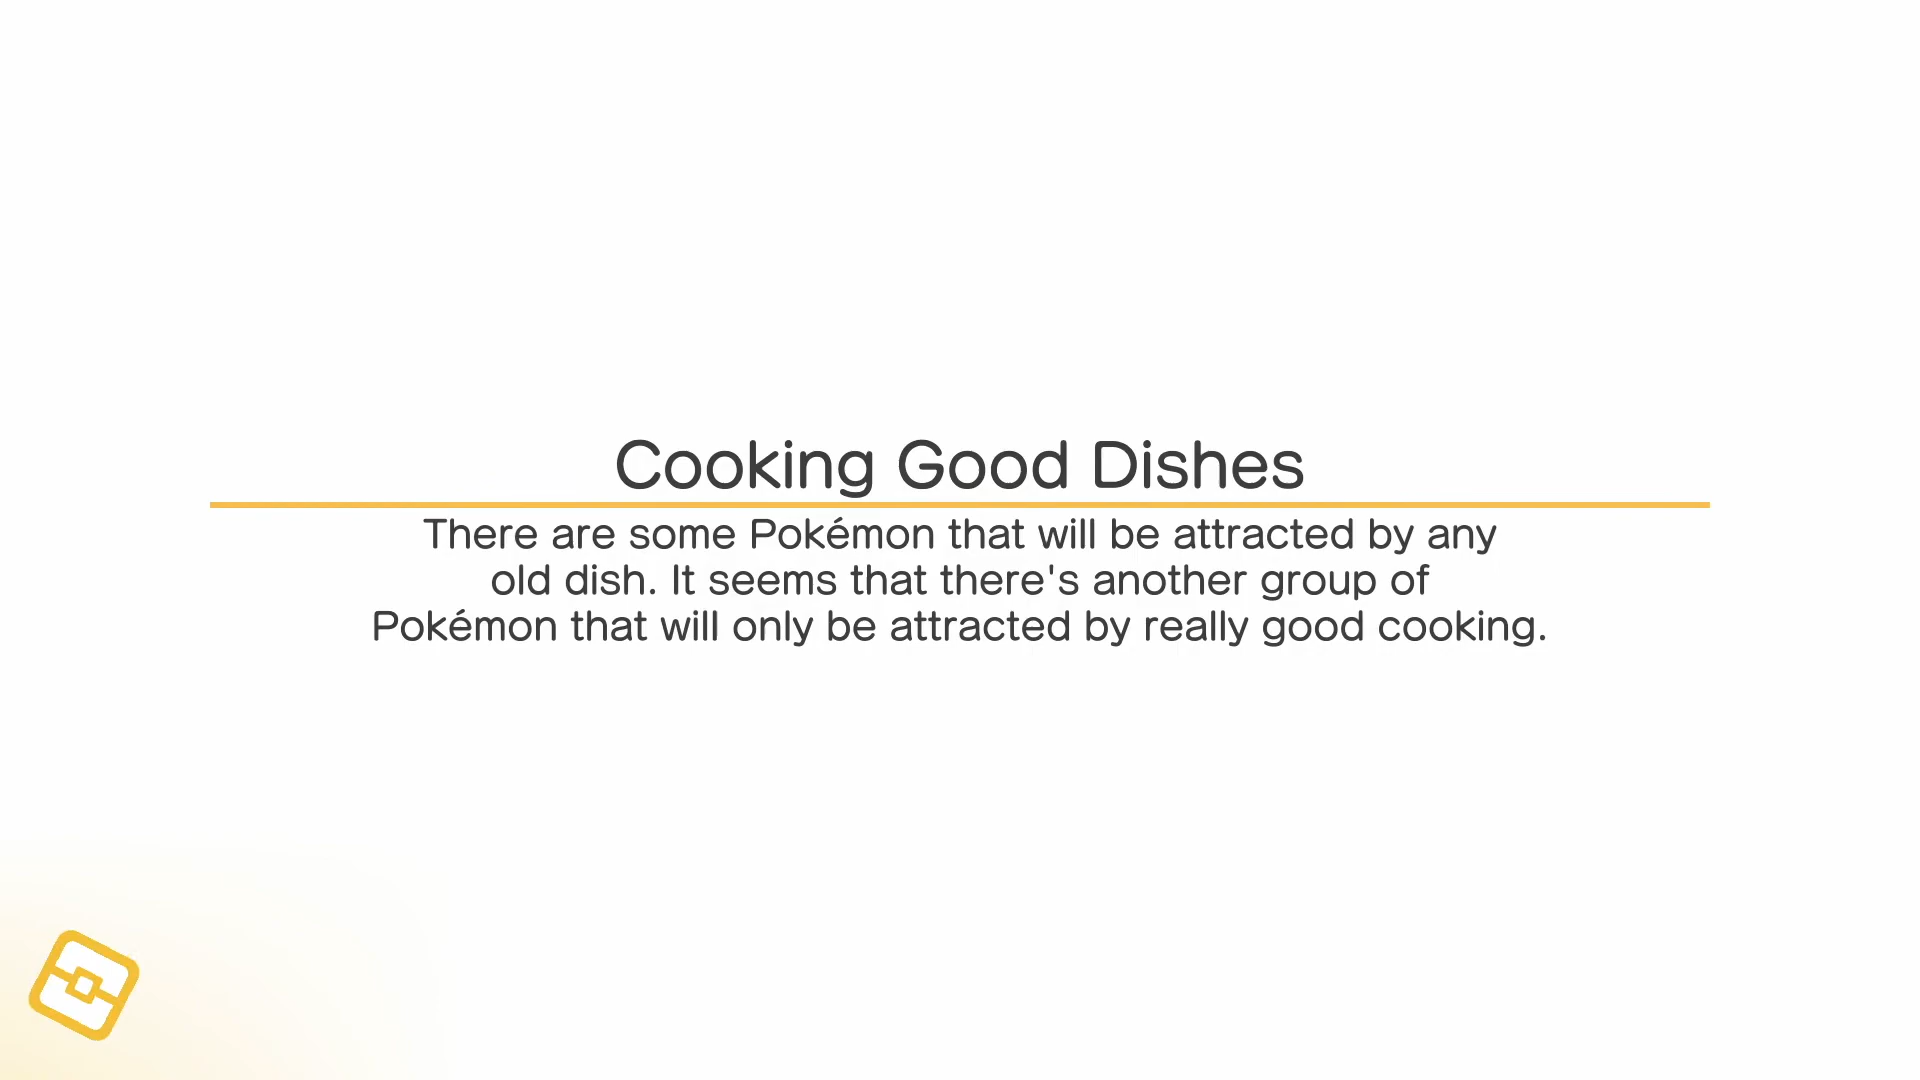 Cooking Good Dishes
There are some Pokémon that will be attracted by any
old dish. It seems that there's another group of
Pokémon that will only be attracted by really good cooking.